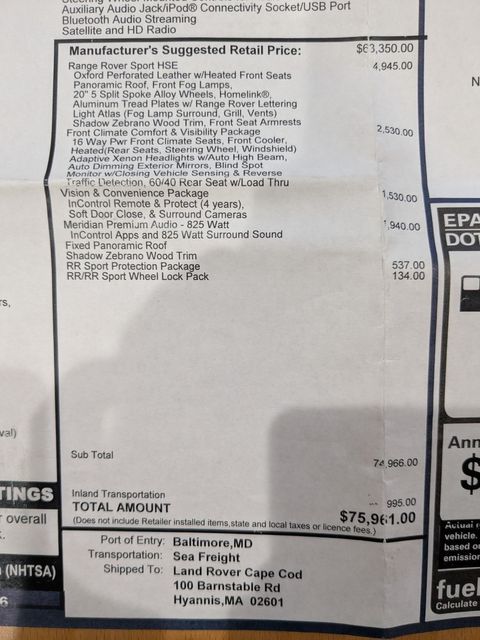 Auxiliary Audio Jack/iPod® Connectivity Socket/USB Port
Bluetooth Audio Streaming
Satellite and HD Radio
Manufacturer's Suggested Retail Price: $63,350.00
Range Rover Sport HSE 4,945.00
Oxford Perforated Leather w/Heated Front Seats
Panoramic Roof, Front Fog Lamps,
20" 5 Split Spoke Alloy Wheels, Homelink®,
Aluminum Tread Plates w/ Range Rover Lettering
Light Atlas (Fog Lamp Surround, Grill, Vents)
Shadow Zebrano Wood Trim, Front Seat Armrests
Front Climate Comfort & Visibility Package 2,530.00
16 Way Pwr Front Climate Seats, Front Cooler,
Heated(Rear Seats, Steering Wheel, Windshield)
Adaptive Xenon Headlights w/Auto High Beam,
Auto Dimming Exterior Mirrors, Blind Spot
Monitor w/Closing Vehicle Sensing & Reverse
Traffic Detection, 60/40 Rear Seat w/Load Thru
Vision & Convenience Package 1,530.00
InControl Remote & Protect (4 years),
Soft Door Close, & Surround Cameras
Meridian Premium Audio - 825 Watt 1,940.00
InControl Apps and 825 Watt Surround Sound
Fixed Panoramic Roof
Shadow Zebrano Wood Trim
RR Sport Protection Package 537.00
RR/RR Sport Wheel Lock Pack 134.00
Sub Total 74,966.00
Inland Transportation 995.00
TOTAL AMOUNT $75,961.00
(Does not include Retailer installed items,state and local taxes or licence fees.)
Port of Entry: Baltimore,MD
Transportation: Sea Freight
Shipped To: Land Rover Cape Cod
100 Barnstable Rd
Hyannis,MA 02601
rs,
val)
TINGS
r overall
(NHTSA)
6
EPA
DOT
Ann
$
Actual r
vehicle.
based o
emission
fuel
Calculate